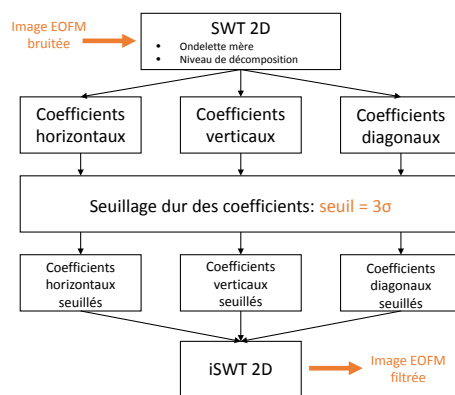 Image EOFM
bruitée
SWT 2D
• Ondelette mère
• Niveau de décomposition
Coefficients
horizontaux
Coefficients
verticaux
Coefficients
diagonaux
Seuillage dur des coefficients: seuil = 3σ
Coefficients
horizontaux
seuillés
Coefficients
verticaux
seuillés
Coefficients
diagonaux
seuillés
iSWT 2D
Image EOFM
filtrée